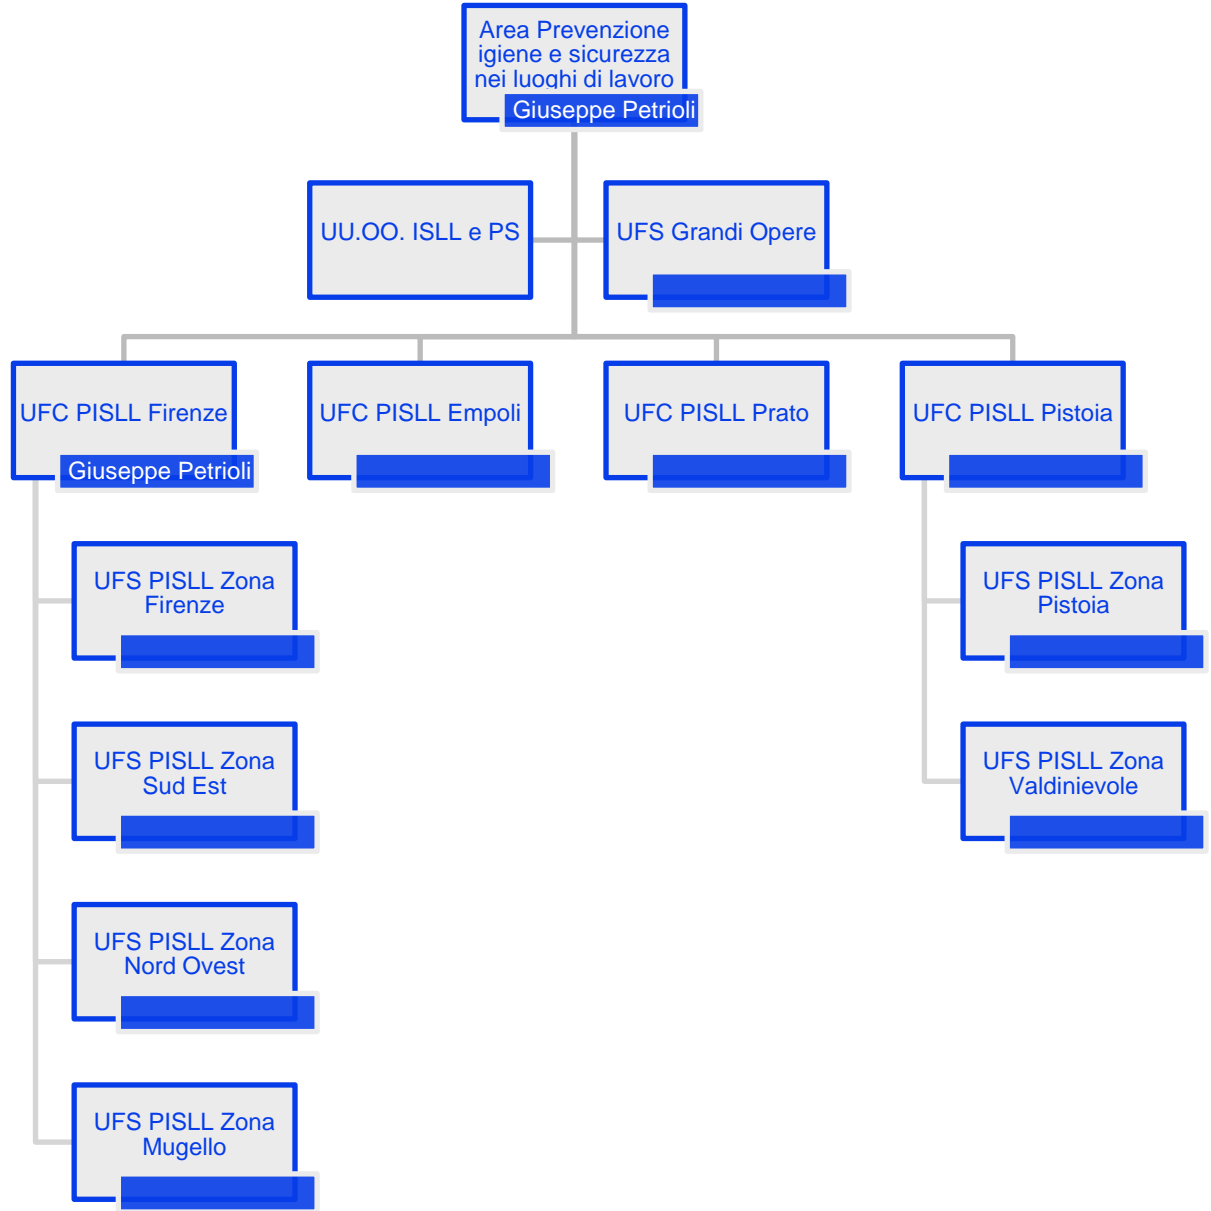 Area Prevenzione
igiene e sicurezza
nei luoghi di lavoro
Giuseppe Petrioli
UU.OO. ISLL e PS
UFS Grandi Opere
UFC PISLL Firenze
Giuseppe Petrioli
UFC PISLL Empoli
UFC PISLL Prato
UFC PISLL Pistoia
UFS PISLL Zona
Firenze
UFS PISLL Zona
Sud Est
UFS PISLL Zona
Nord Ovest
UFS PISLL Zona
Mugello
UFS PISLL Zona
Pistoia
UFS PISLL Zona
Valdinievole